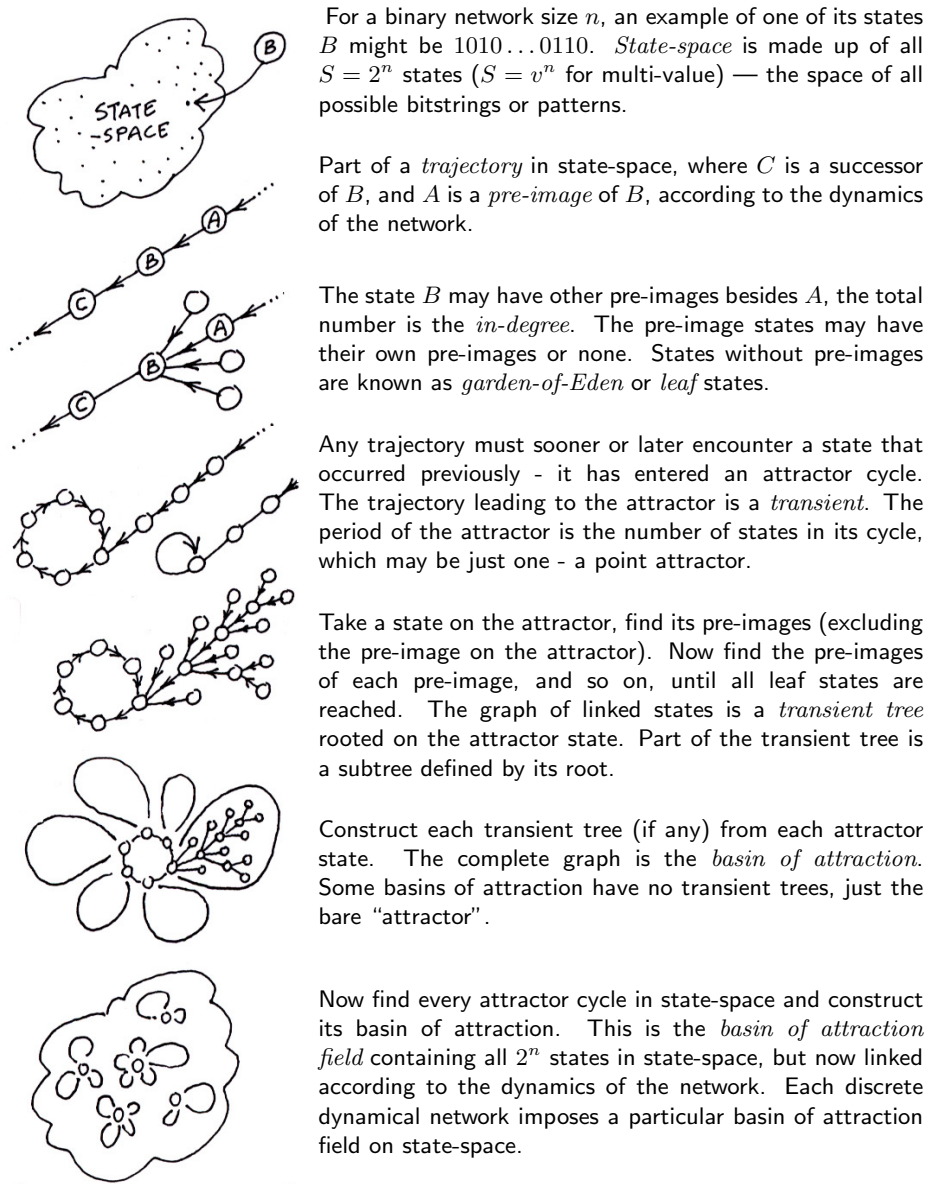 For a binary network size n, an example of one of its states
B might be 1010...0110. State-space is made up of all
S = 2^n states (S = v^n for multi-value) — the space of all
possible bitstrings or patterns.
B
STATE
-SPACE
Part of a trajectory in state-space, where C is a successor
of B, and A is a pre-image of B, according to the dynamics
of the network.
A
B
C
The state B may have other pre-images besides A, the total
number is the in-degree. The pre-image states may have
their own pre-images or none. States without pre-images
are known as garden-of-Eden or leaf states.
A
B
C
Any trajectory must sooner or later encounter a state that
occurred previously - it has entered an attractor cycle.
The trajectory leading to the attractor is a transient. The
period of the attractor is the number of states in its cycle,
which may be just one - a point attractor.
Take a state on the attractor, find its pre-images (excluding
the pre-image on the attractor). Now find the pre-images
of each pre-image, and so on, until all leaf states are
reached. The graph of linked states is a transient tree
rooted on the attractor state. Part of the transient tree is
a subtree defined by its root.
Construct each transient tree (if any) from each attractor
state. The complete graph is the basin of attraction.
Some basins of attraction have no transient trees, just the
bare “attractor”.
Now find every attractor cycle in state-space and construct
its basin of attraction. This is the basin of attraction
field containing all 2^n states in state-space, but now linked
according to the dynamics of the network. Each discrete
dynamical network imposes a particular basin of attraction
field on state-space.